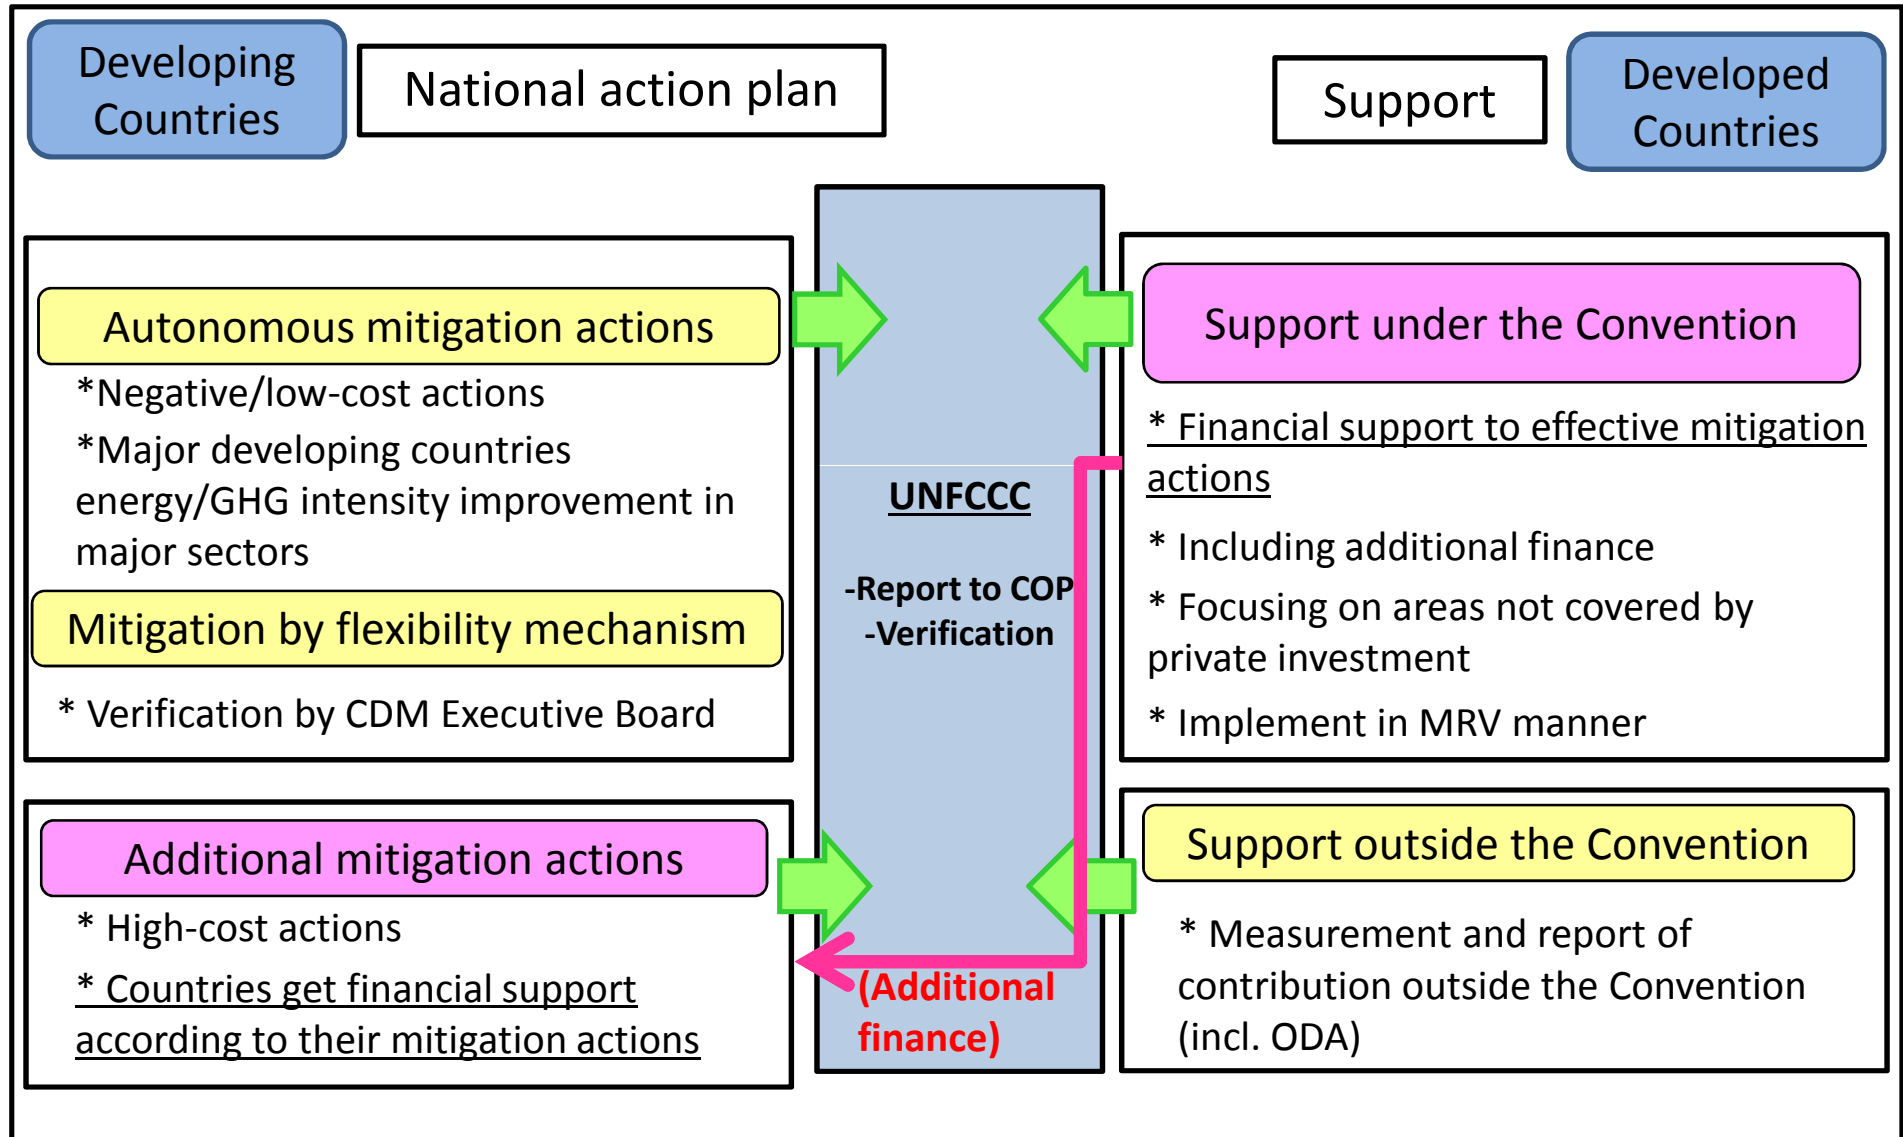 Developing
Countries
National action plan
Support
Developed
Countries
Autonomous mitigation actions
*Negative/low-cost actions
*Major developing countries
energy/GHG intensity improvement in
major sectors
Mitigation by flexibility mechanism
* Verification by CDM Executive Board
Additional mitigation actions
* High-cost actions
* Countries get financial support
according to their mitigation actions
UNFCCC
-Report to COP
-Verification
(Additional
finance)
Support under the Convention
* Financial support to effective mitigation
actions
* Including additional finance
* Focusing on areas not covered by
private investment
* Implement in MRV manner
Support outside the Convention
* Measurement and report of
contribution outside the Convention
(incl. ODA)